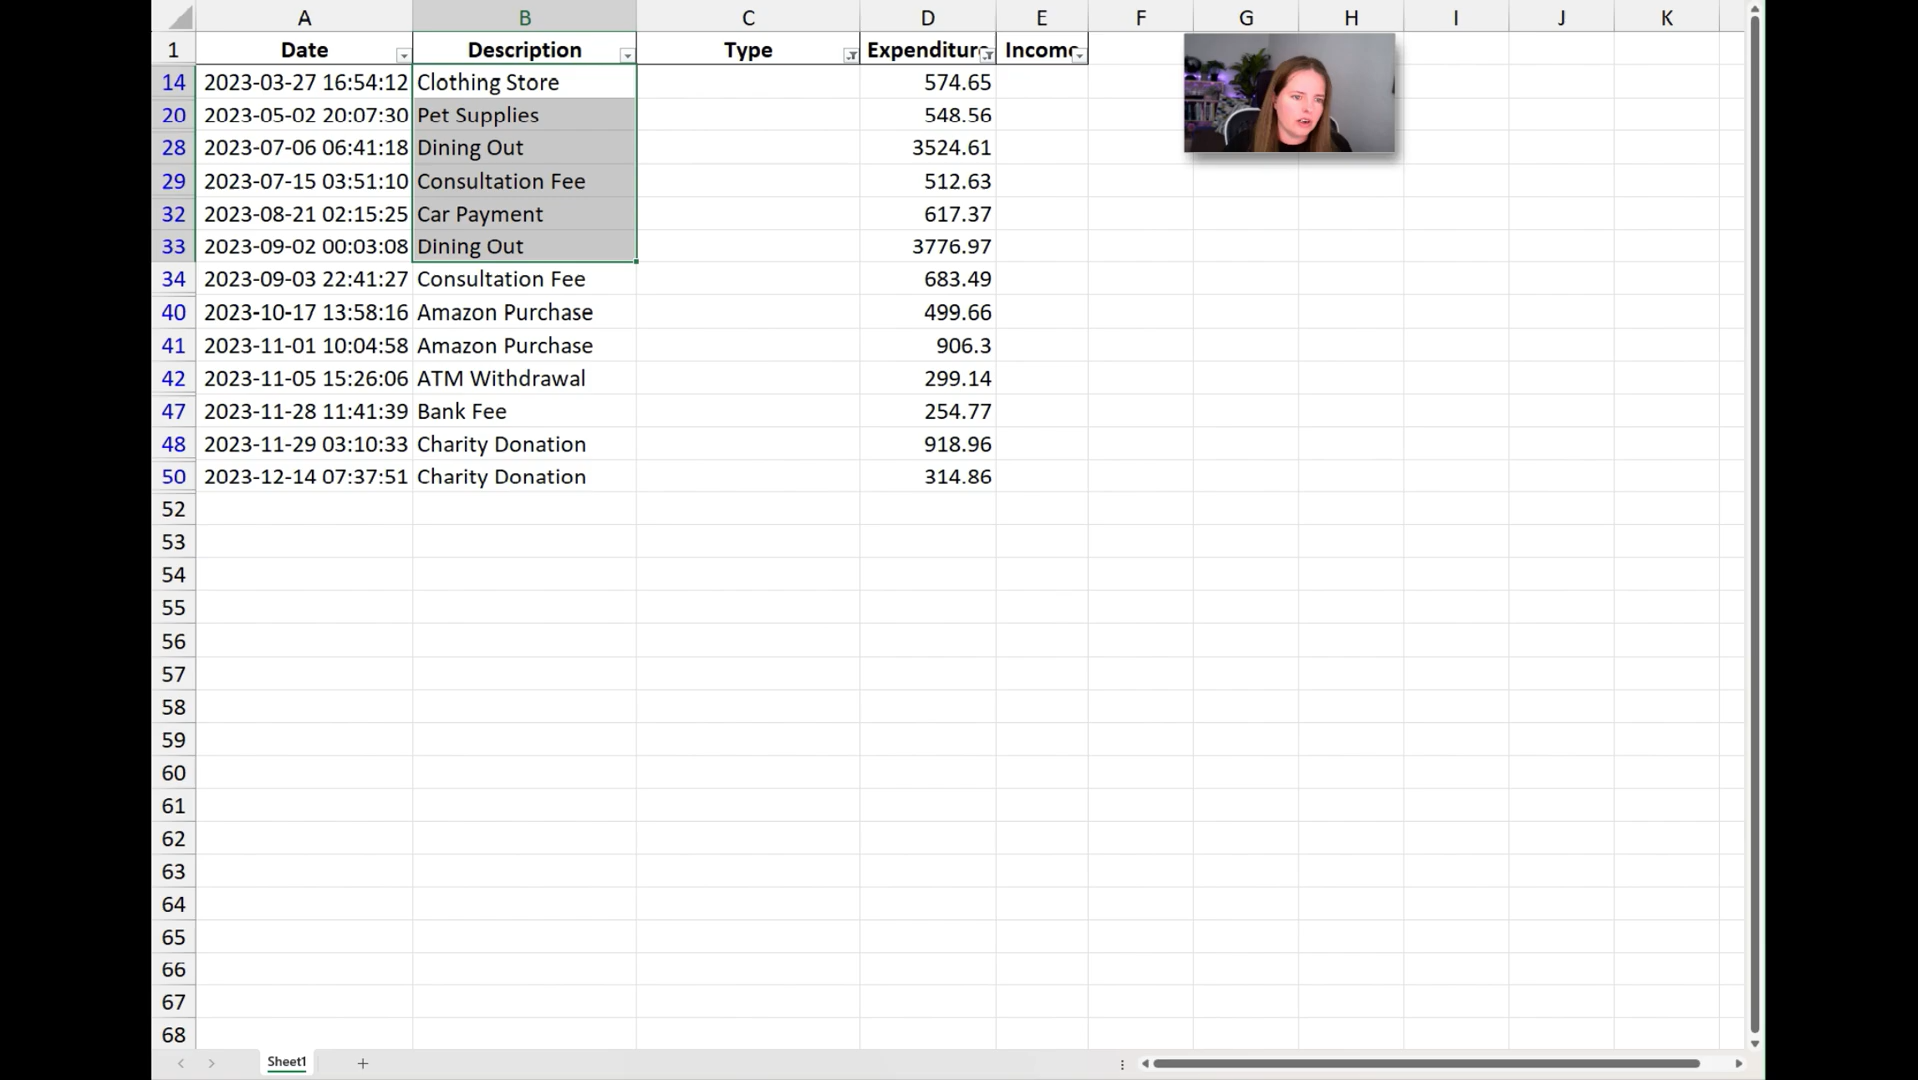 A B C D E F G H I J K
1 Date Description Type Expenditure Income
14 2023-03-27 16:54:12 Clothing Store 574.65
20 2023-05-02 20:07:30 Pet Supplies 548.56
28 2023-07-06 06:41:18 Dining Out 3524.61
29 2023-07-15 03:51:10 Consultation Fee 512.63
32 2023-08-21 02:15:25 Car Payment 617.37
33 2023-09-02 00:03:08 Dining Out 3776.97
34 2023-09-03 22:41:27 Consultation Fee 683.49
40 2023-10-17 13:58:16 Amazon Purchase 499.66
41 2023-11-01 10:04:58 Amazon Purchase 906.3
42 2023-11-05 15:26:06 ATM Withdrawal 299.14
47 2023-11-28 11:41:39 Bank Fee 254.77
48 2023-11-29 03:10:33 Charity Donation 918.96
50 2023-12-14 07:37:51 Charity Donation 314.86
52
53
54
55
56
57
58
59
60
61
62
63
64
65
66
67
68
Sheet1